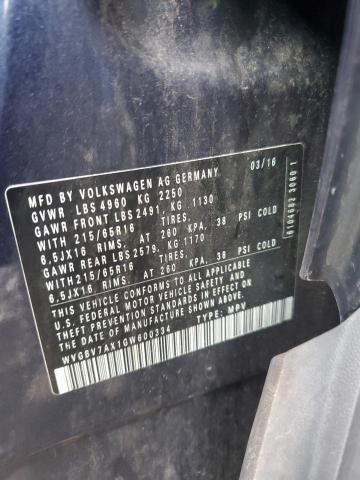 MFD BY VOLKSWAGEN AG GERMANY 03/16
GVWR LBS 4960 KG 2250
GAWR FRONT LBS 2491, KG 1130
WITH 215/65R16 TIRES,
6,5JX16 RIMS, AT 260 KPA, 38 PSI COLD
GAWR REAR LBS 2579, KG 1170
WITH 215/65R16 TIRES,
6,5JX16 RIMS, AT 260 KPA, 38 PSI COLD
THIS VEHICLE CONFORMS TO ALL APPLICABLE
U.S. FEDERAL MOTOR VEHICLE SAFETY AND
THEFT PREVENTION STANDARDS IN EFFECT
ON THE DATE OF MANUFACTURE SHOWN ABOVE.
WVGBV7AX1GW600334 TYPE: MPV